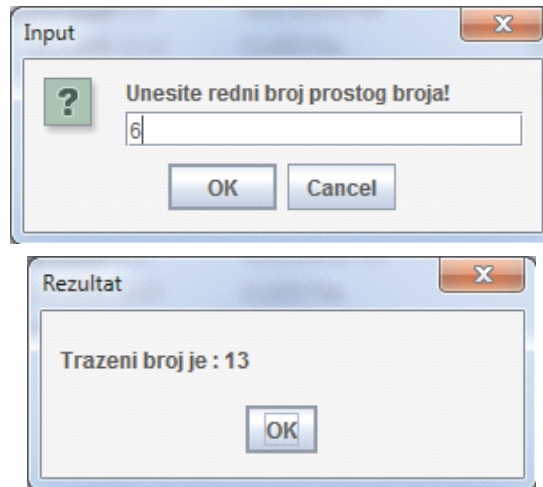 Input
?
Unesite redni broj prostog broja!
6
OK
Cancel
Rezultat
Trazeni broj je : 13
OK